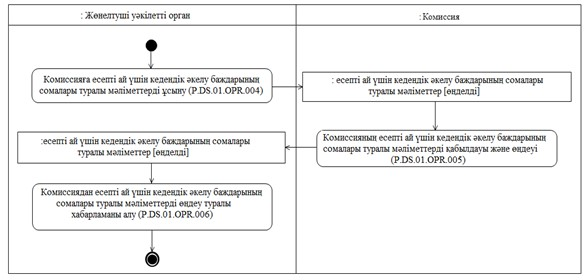 : Жөнелтуші уәкілетті орган
: Комиссия
Комиссияға есепті ай үшін кедендік әкелу баждарының
сомалары туралы мәліметтерді ұсыну (P.DS.01.OPR.004)
: есепті ай үшін кедендік әкелу баждарының сомалары
туралы мәліметтер [өңделді]
Комиссияның есепті ай үшін кедендік әкелу баждарының
сомалары туралы мәліметтерді қабылдауы және өңдеуі
(P.DS.01.OPR.005)
:есепті ай үшін кедендік әкелу баждарының сомалары
туралы мәліметтер [өңделді]
Комиссиядан есепті ай үшін кедендік әкелу баждарының
сомалары туралы мәліметтерді өңдеу туралы
хабарламаны алу (P.DS.01.OPR.006)